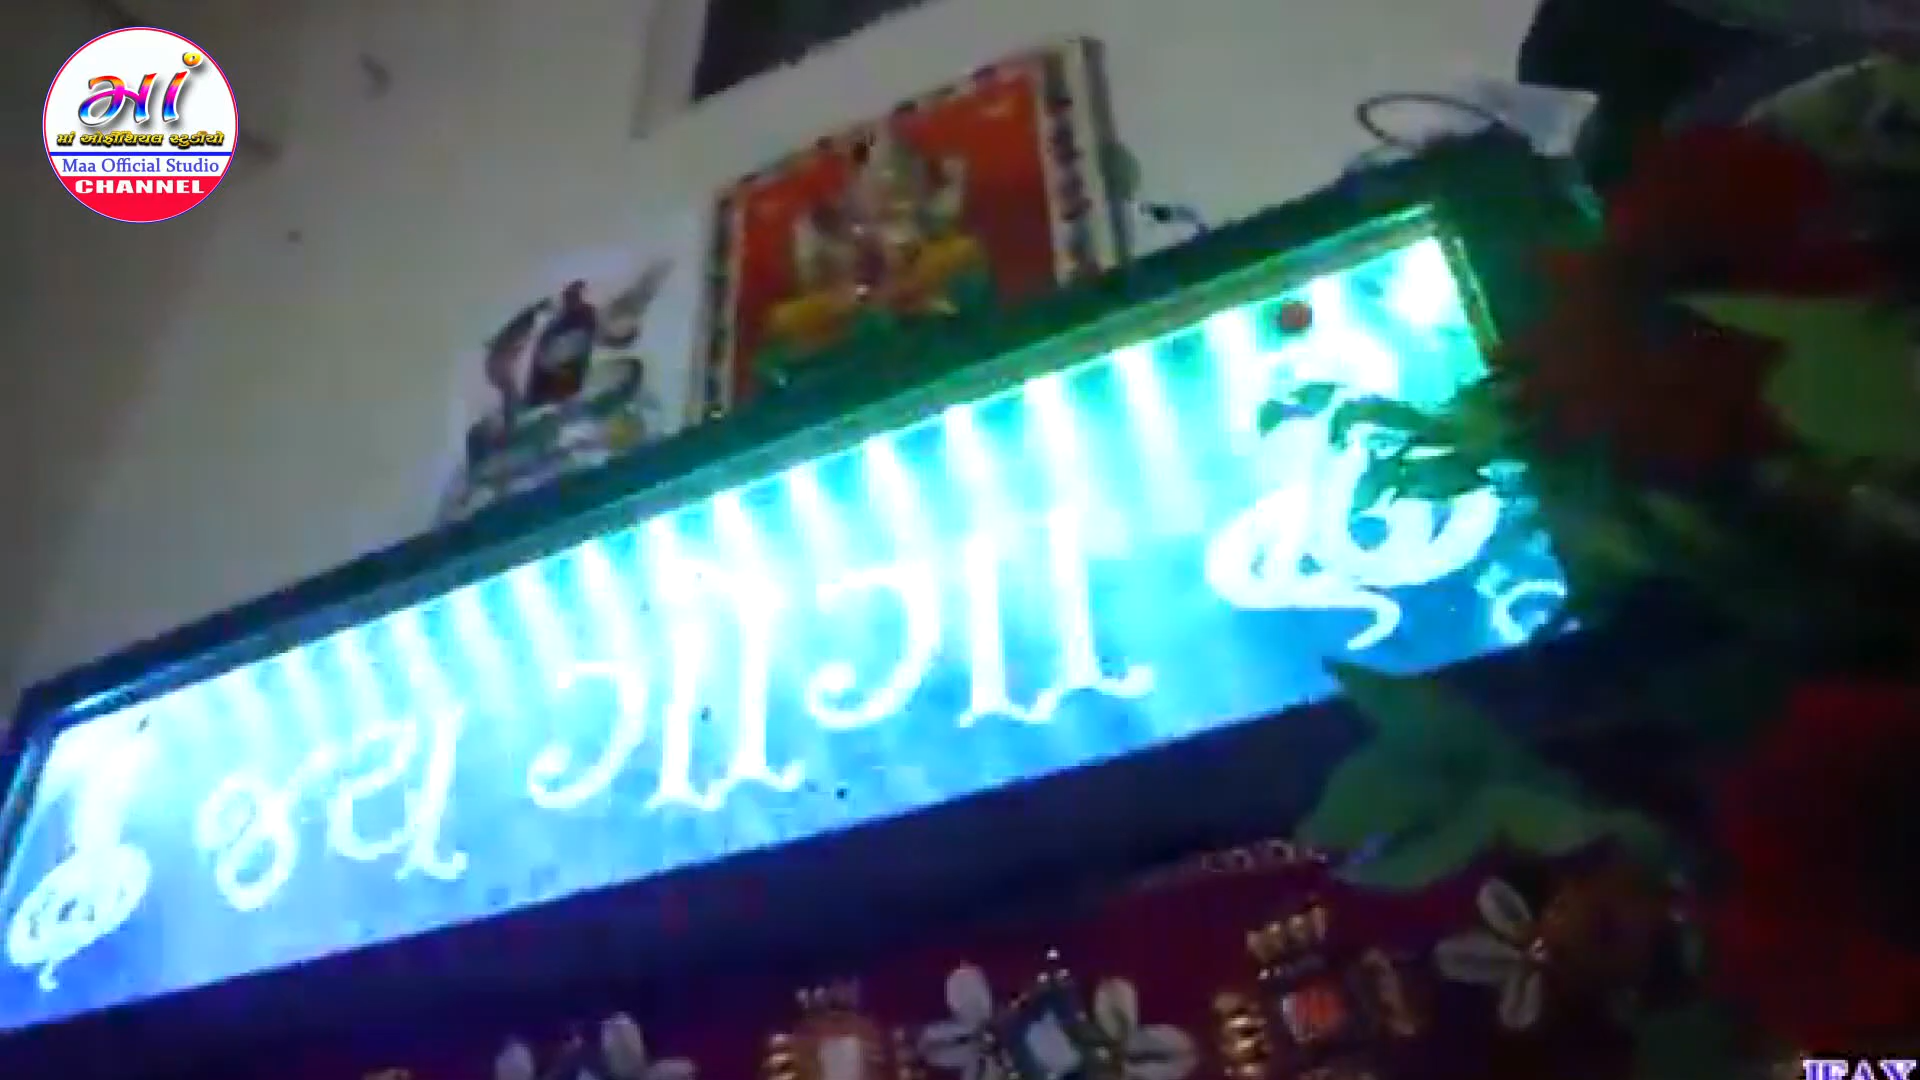 માં
માં ઓફીશિયલ સ્ટુડીયો
Maa Official Studio
CHANNEL
જય ગોગા